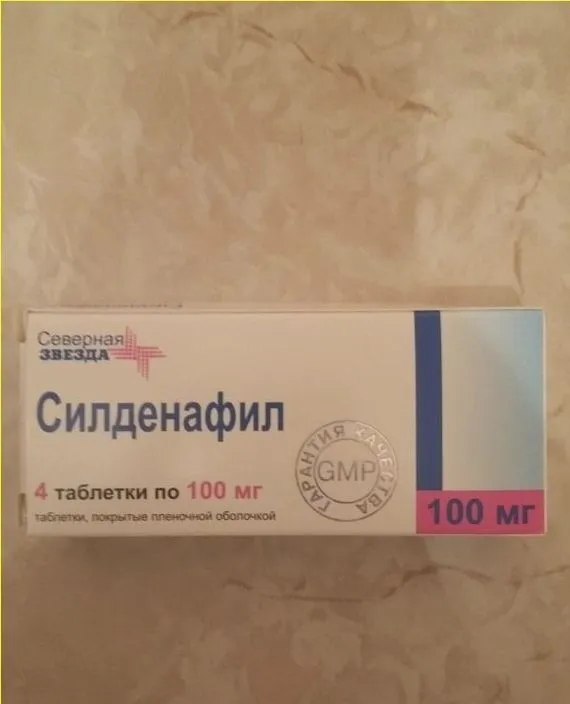 Северная
ЗВЕЗДА
Силденафил
4 таблетки по 100 мг
таблетки, покрытые пленочной оболочкой
ГАРАНТИЯ КАЧЕСТВА
GMP
100 мг